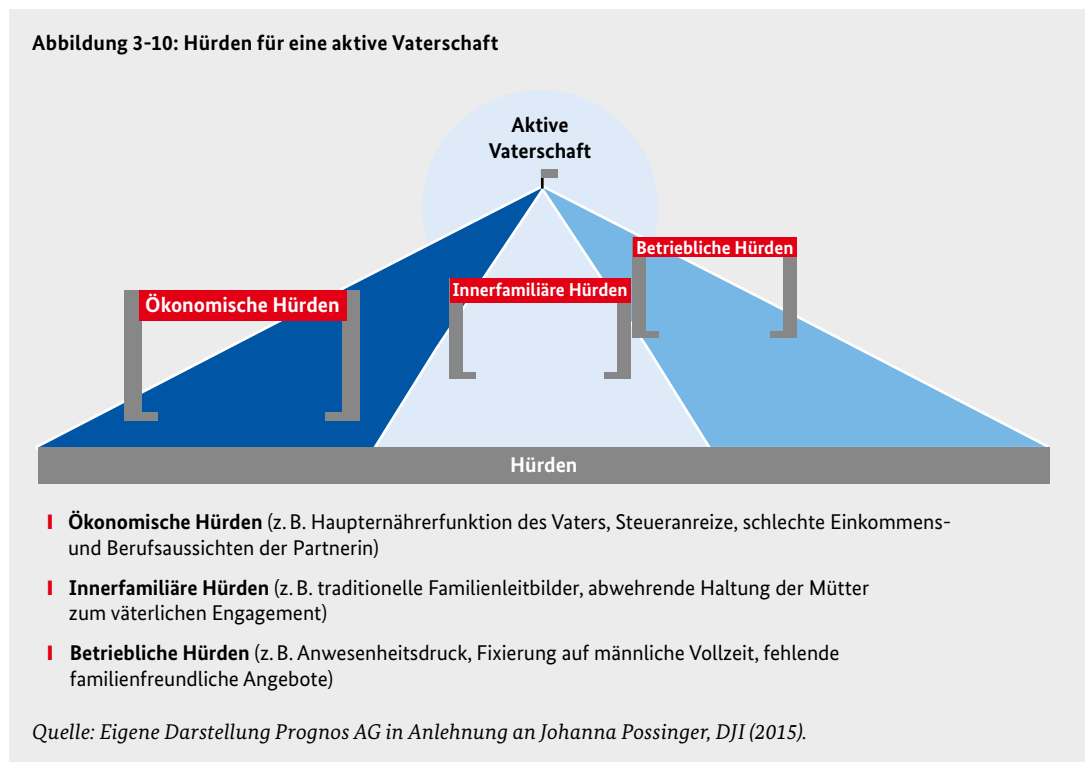 Abbildung 3-10: Hürden für eine aktive Vaterschaft
Aktive
Vaterschaft
Betriebliche Hürden
Innerfamiliäre Hürden
Ökonomische Hürden
Hürden
Ökonomische Hürden (z. B. Haupternährerfunktion des Vaters, Steueranreize, schlechte Einkommens-
und Berufsaussichten der Partnerin)
Innerfamiliäre Hürden (z. B. traditionelle Familienleitbilder, abwehrende Haltung der Mütter
zum väterlichen Engagement)
Betriebliche Hürden (z. B. Anwesenheitsdruck, Fixierung auf männliche Vollzeit, fehlende
familienfreundliche Angebote)
Quelle: Eigene Darstellung Prognos AG in Anlehnung an Johanna Possinger, DJI (2015).